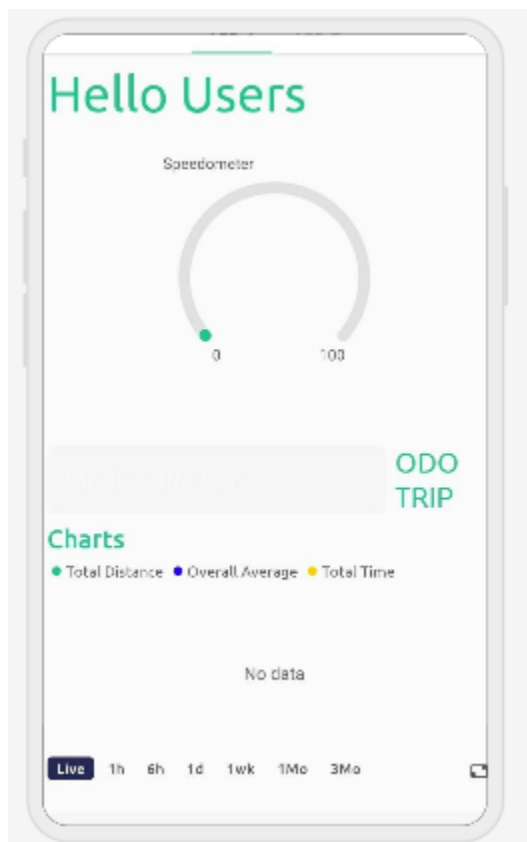 Hello Users
Speedometer
0 100
ODO
TRIP
Charts
Total Distance Overall Average Total Time
No data
Live 1h 6h 1d 1wk 1Mo 3Mo